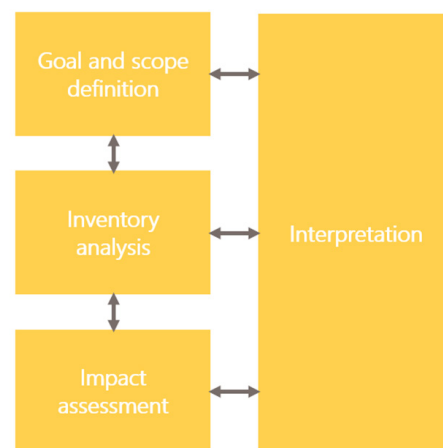 Goal and scope
definition
Inventory
analysis
Interpretation
Impact
assessment